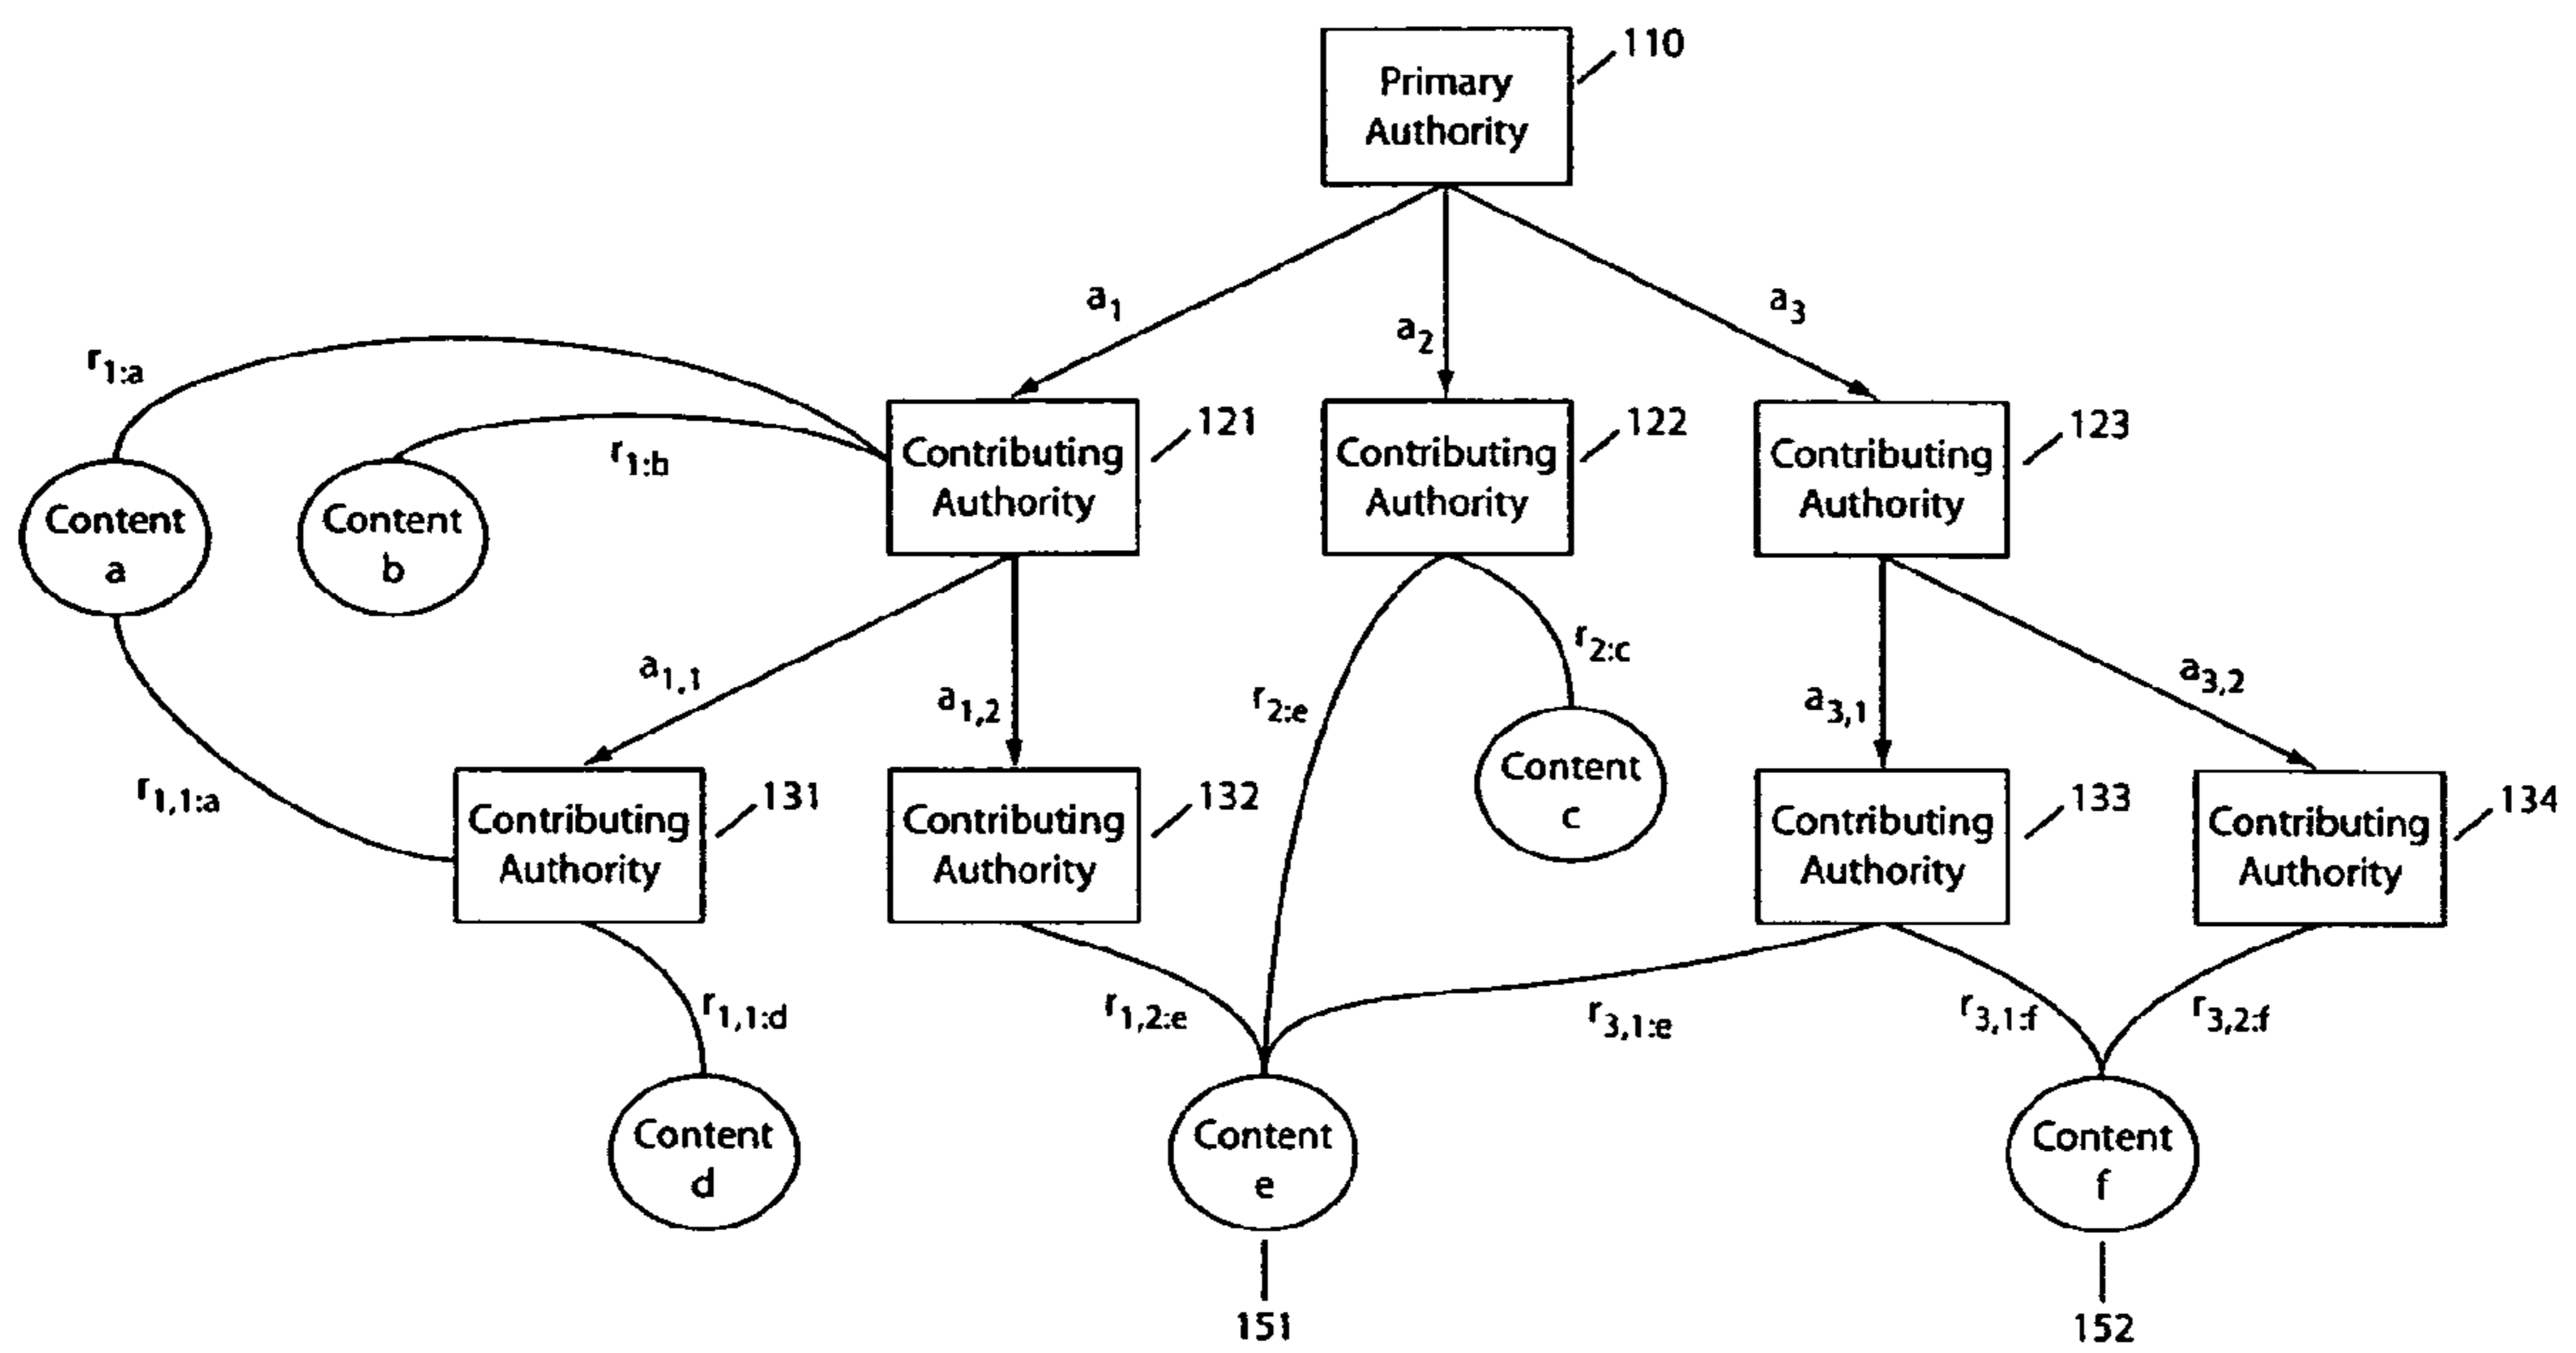 110
Primary
Authority
a1
a2
a3
r1:a
r1:b
121
122
123
Contributing
Authority
Contributing
Authority
Contributing
Authority
Content
a
Content
b
a1,1
a1,2
r2:e
r2:c
a3,1
a3,2
r1,1:a
131
132
Content
c
133
134
Contributing
Authority
Contributing
Authority
Contributing
Authority
Contributing
Authority
r1,1:d
r1,2:e
r3,1:e
r3,1:f
r3,2:f
Content
d
Content
e
Content
f
151
152